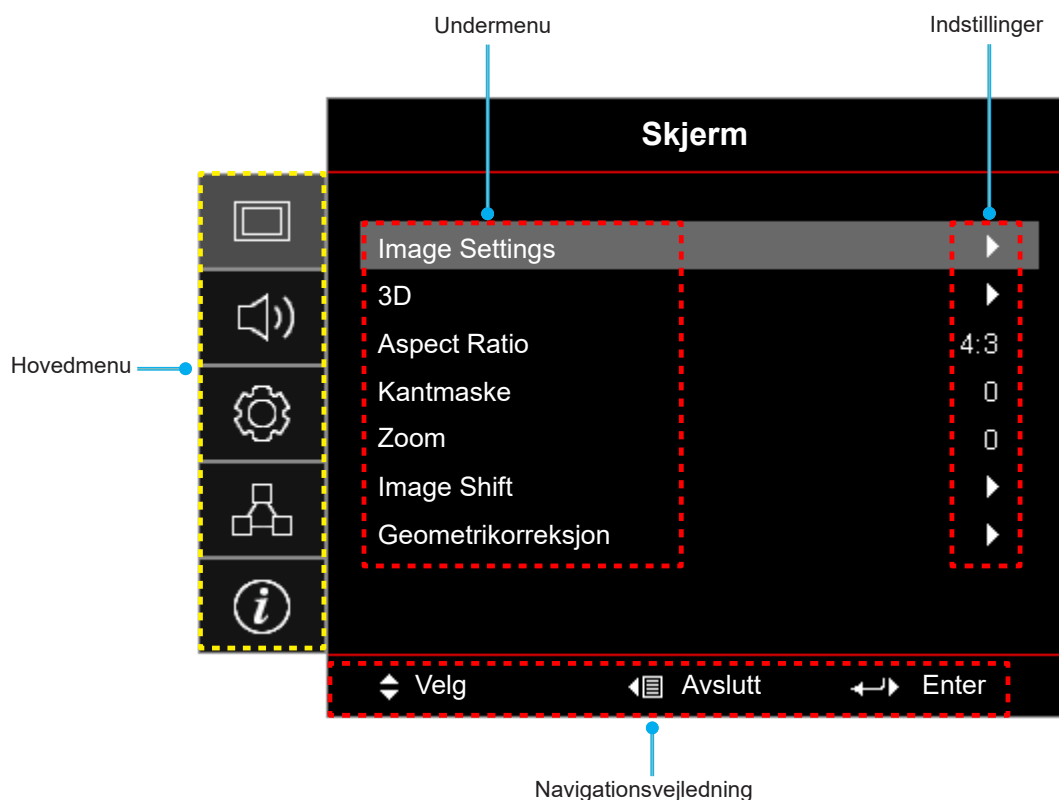 Undermenu
Indstillinger
Skjerm
Hovedmenu
Image Settings
3D
Aspect Ratio 4:3
Kantmaske 0
Zoom 0
Image Shift
Geometrikorreksjon
Velg Avslutt Enter
Navigationsvejledning